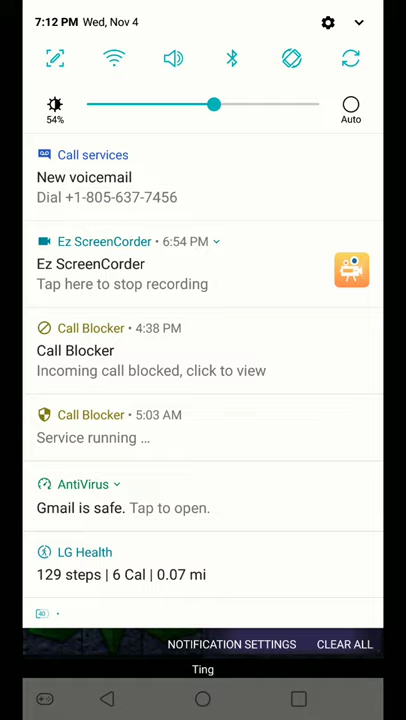 7:12 PM Wed, Nov 4
54%
Auto
Call services
New voicemail
Dial +1-805-637-7456
Ez ScreenCorder • 6:54 PM
Ez ScreenCorder
Tap here to stop recording
Call Blocker • 4:38 PM
Call Blocker
Incoming call blocked, click to view
Call Blocker • 5:03 AM
Service running ...
AntiVirus
Gmail is safe. Tap to open.
LG Health
129 steps | 6 Cal | 0.07 mi
40
NOTIFICATION SETTINGS CLEAR ALL
Ting